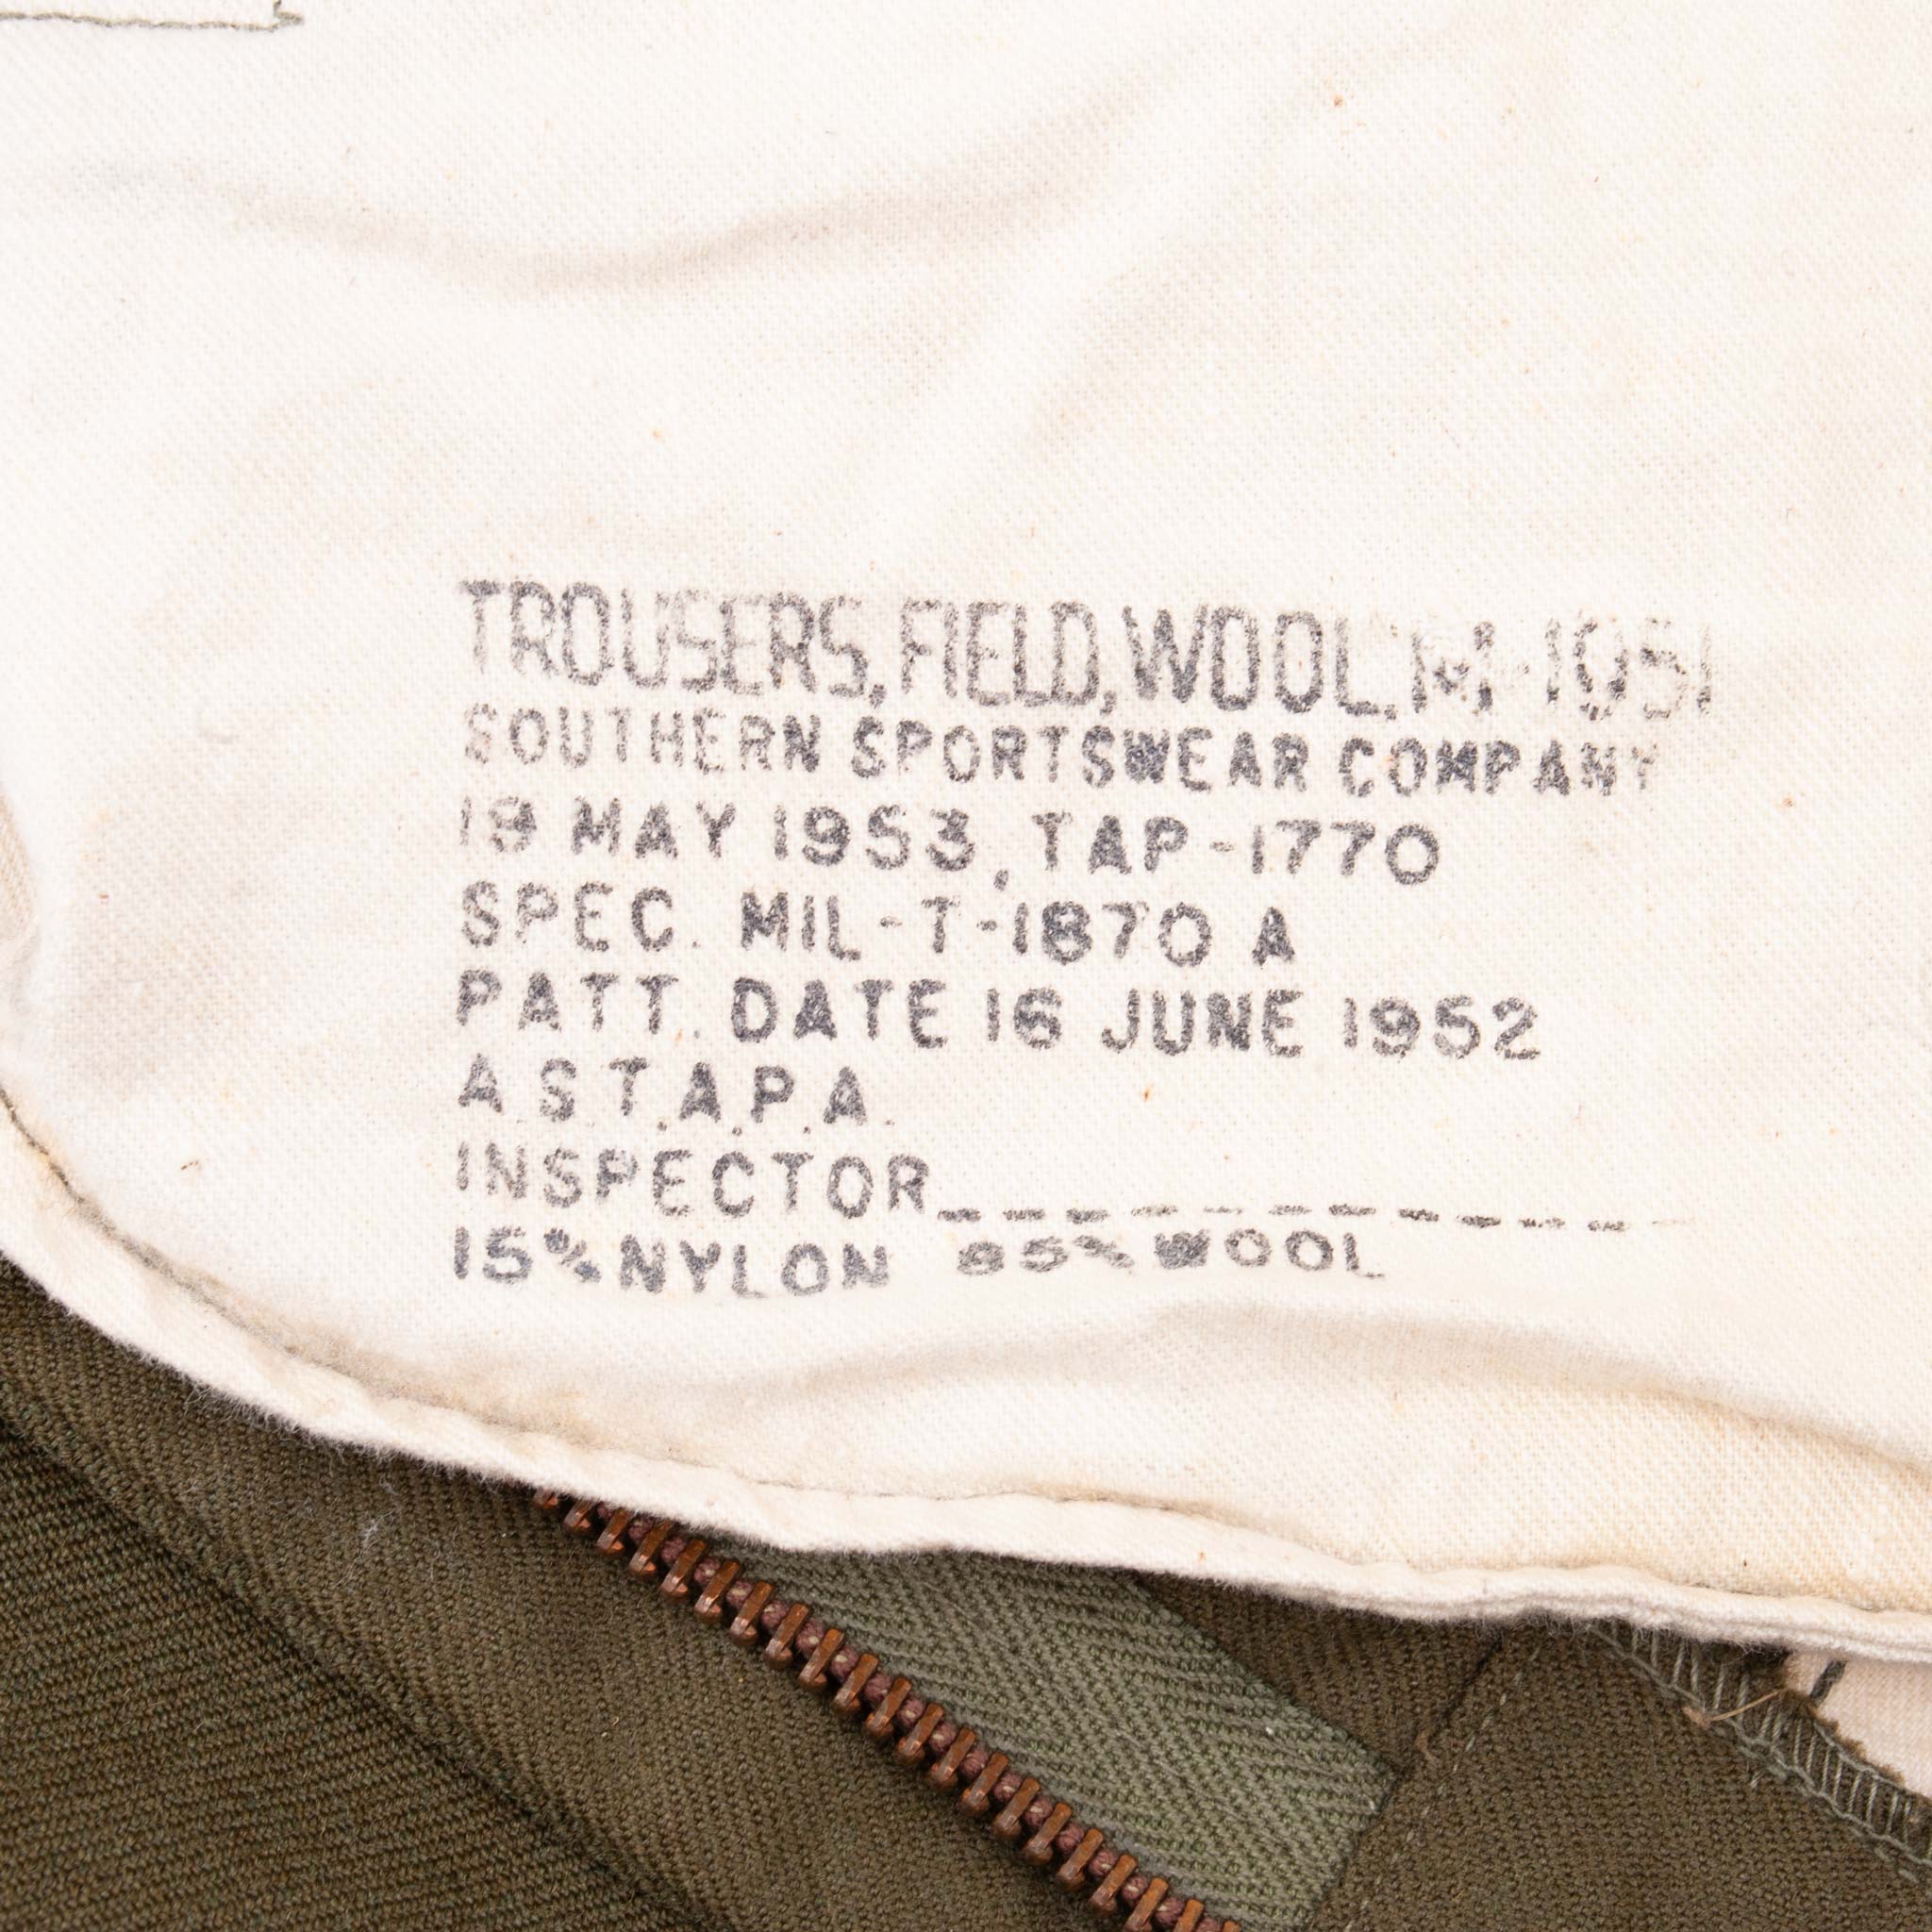 TROUSERS, FIELD, WOOL, M-1951
SOUTHERN SPORTSWEAR COMPANY
19 MAY 1953, TAP-1770
SPEC. MIL-T-1870 A
PATT. DATE 16 JUNE 1952
A.S.T.A.P.A.
INSPECTOR_ _ _ _ _ _ _ _ _ _ _
15% NYLON 85% WOOL